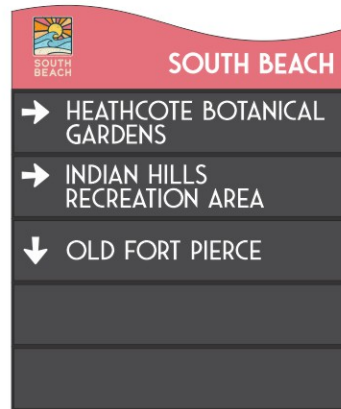 SOUTH
BEACH
SOUTH BEACH
HEATHCOTE BOTANICAL
GARDENS
INDIAN HILLS
RECREATION AREA
OLD FORT PIERCE